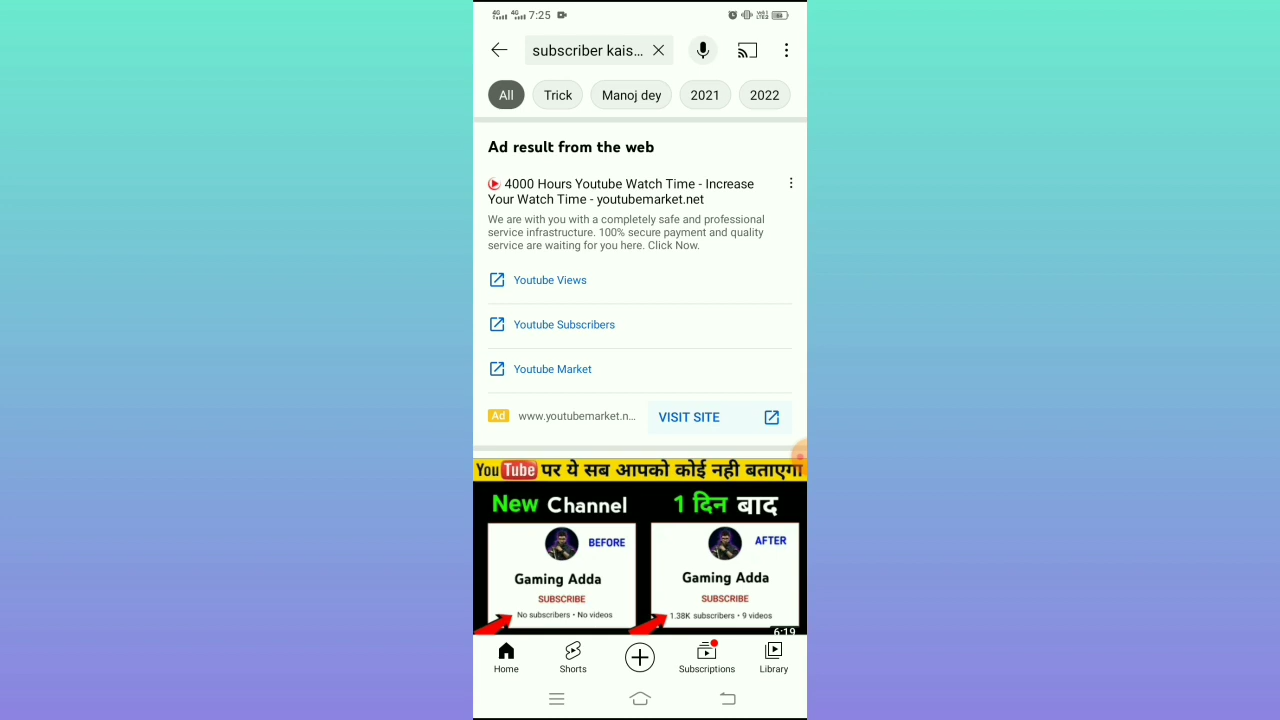 4G 4G 7:25
subscriber kais...
All Trick Manoj dey 2021 2022
Ad result from the web
4000 Hours Youtube Watch Time - Increase
Your Watch Time - youtubemarket.net
We are with you with a completely safe and professional
service infrastructure. 100% secure payment and quality
service are waiting for you here. Click Now.
Youtube Views
Youtube Subscribers
Youtube Market
Ad www.youtubemarket.n... VISIT SITE
YouTube पर ये सब आपको कोई नही बताएगा
New Channel 1 दिन बाद
BEFORE AFTER
Gaming Adda Gaming Adda
SUBSCRIBE SUBSCRIBE
No subscribers • No videos 1.38K subscribers • 9 videos
6:19
Home Shorts Subscriptions Library